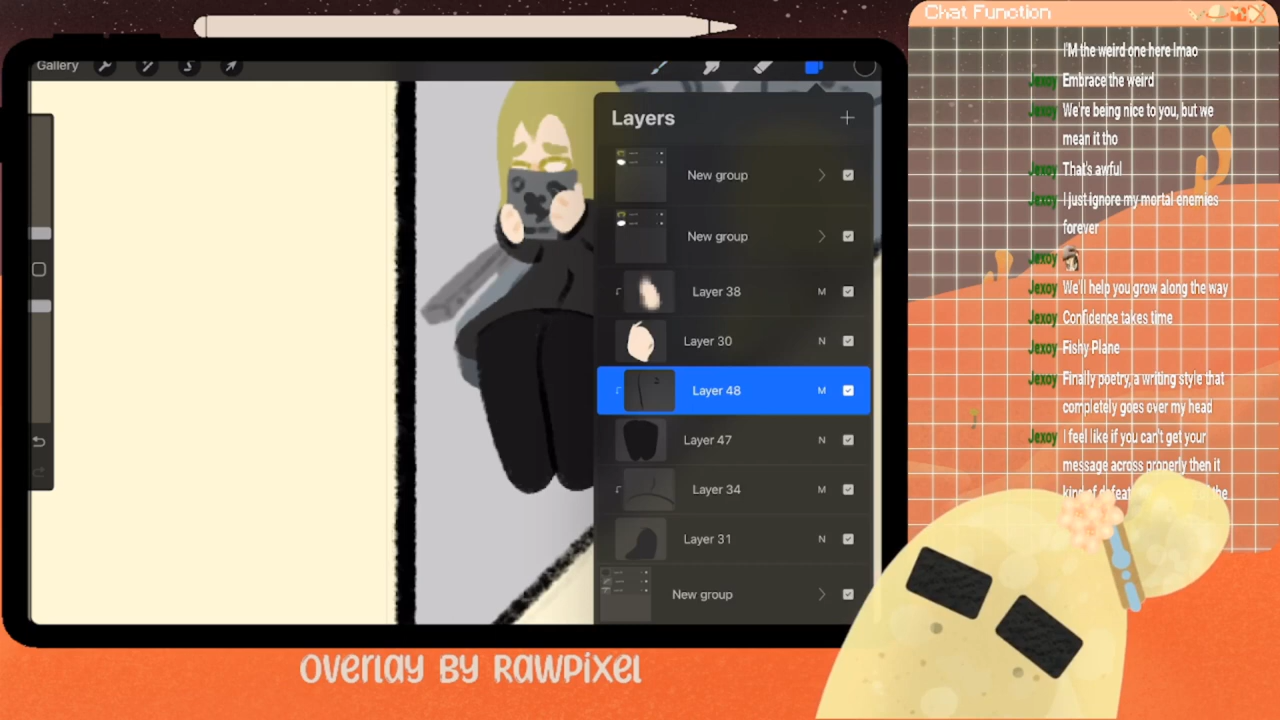 Chat Function
Gallery
Layers
New group
New group
Layer 38 M
Layer 30 N
Layer 48 M
Layer 47 N
Layer 34 M
Layer 31 N
New group
I'M the weird one here lmao
Jexoy Embrace the weird
Jexoy We're being nice to you, but we
mean it tho
Jexoy That's awful
Jexoy I just ignore my mortal enemies
forever
Jexoy
Jexoy We'll help you grow along the way
Jexoy Confidence takes time
Jexoy Fishy Plane
Jexoy Finally poetry, a writing style that
completely goes over my head
Jexoy I feel like if you can't get your
message across properly then it
kind of the
OVERLAY BY RAWPIXEL